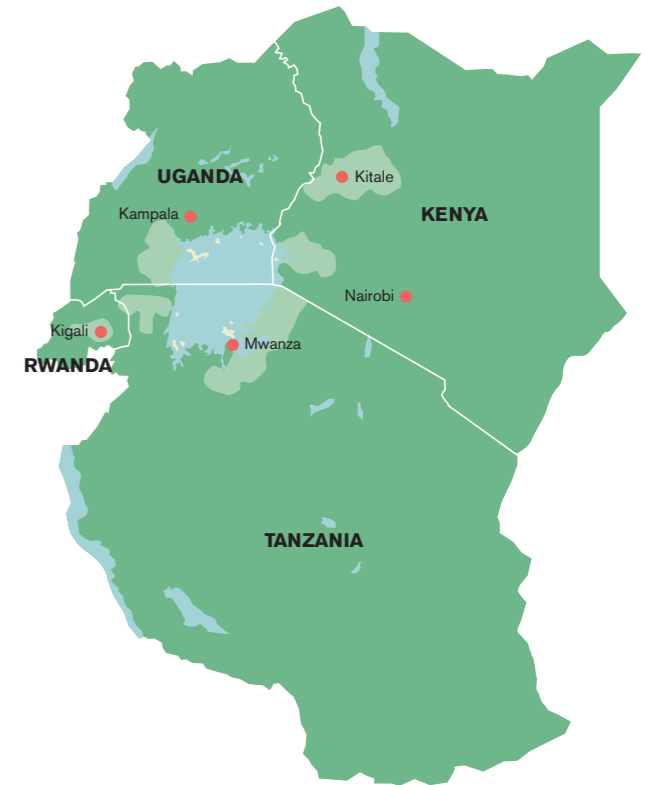 UGANDA
Kitale
Kampala
KENYA
Nairobi
Kigali
Mwanza
RWANDA
TANZANIA